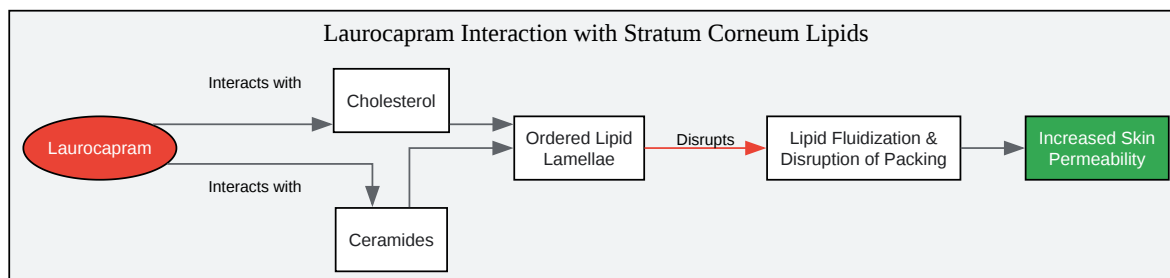 Laurocapram Interaction with Stratum Corneum Lipids
Interacts with
Cholesterol
Laurocapram
Ordered Lipid
Lamellae
Disrupts
Lipid Fluidization &
Disruption of Packing
Increased Skin
Permeability
Interacts with
Ceramides